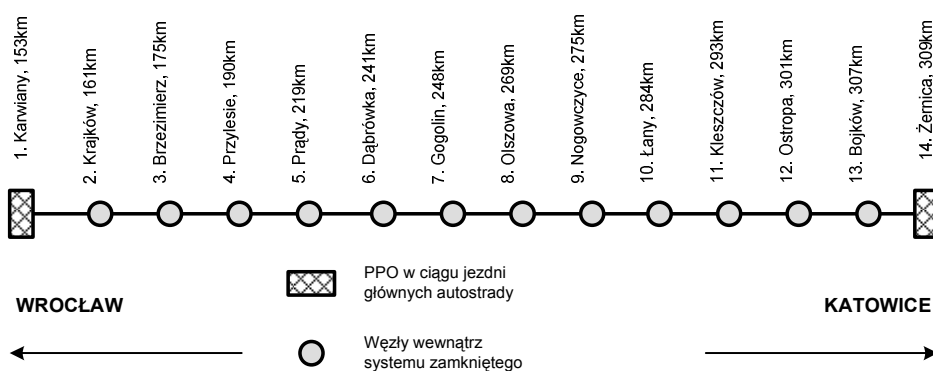 1. Karwiany, 153km
2. Krajków, 161km
3. Brzezimierz, 175km
4. Przylesie, 190km
5. Prądy, 219km
6. Dąbrówka, 241km
7. Gogolin, 248km
8. Olszowa, 269km
9. Nogowczyce, 275km
10. Łany, 284km
11. Kleszczów, 293km
12. Ostropa, 301km
13. Bojków, 307km
14. Żernica, 309km
PPO w ciągu jezdni
głównych autostrady
WROCŁAW
KATOWICE
Węzły wewnątrz
systemu zamkniętego